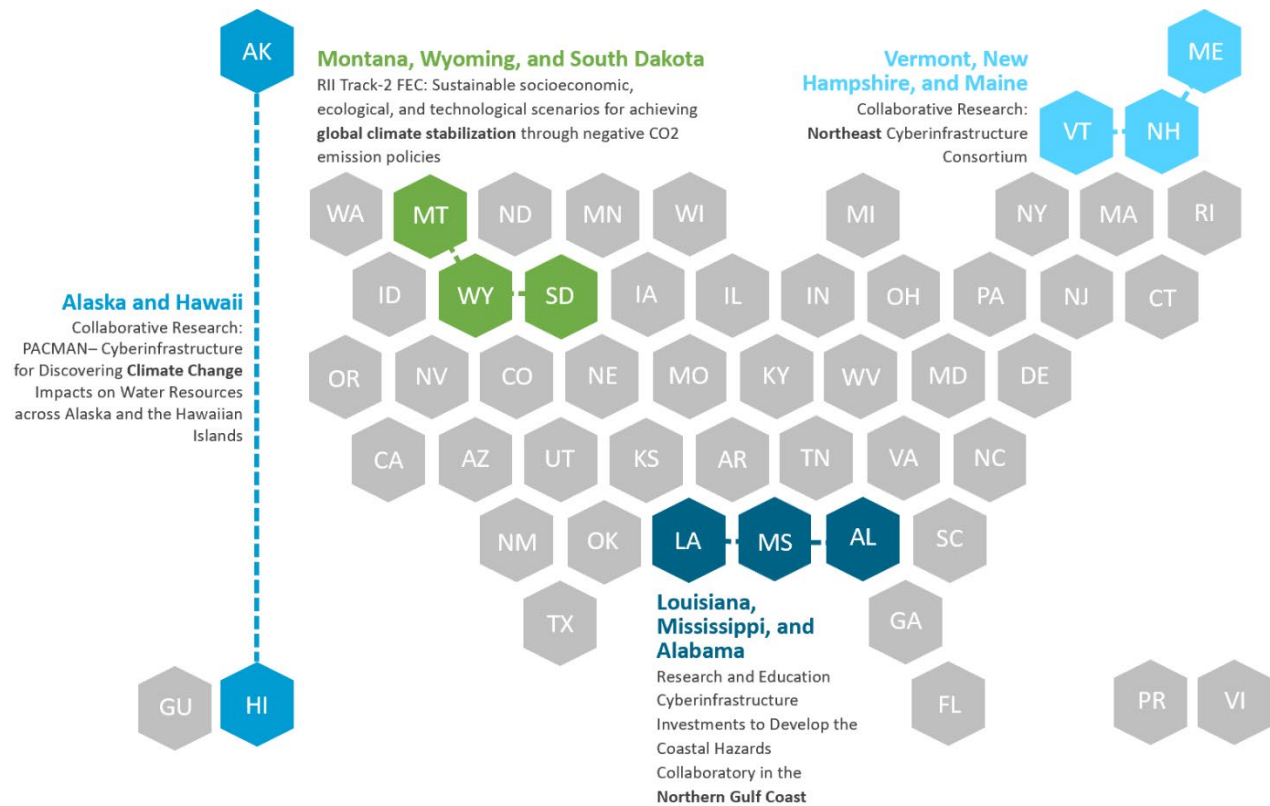 AK
Montana, Wyoming, and South Dakota
RII Track-2 FEC: Sustainable socioeconomic,
ecological, and technological scenarios for achieving
global climate stabilization through negative CO2
emission policies
Vermont, New
Hampshire, and Maine
Collaborative Research:
Northeast Cyberinfrastructure
Consortium
ME
VT
NH
WA
MT
ND
MN
WI
MI
NY
MA
RI
ID
WY
SD
IA
IL
IN
OH
PA
NJ
CT
Alaska and Hawaii
Collaborative Research:
PACMAN– Cyberinfrastructure
for Discovering Climate Change
Impacts on Water Resources
across Alaska and the Hawaiian
Islands
OR
NV
CO
NE
MO
KY
WV
MD
DE
CA
AZ
UT
KS
AR
TN
VA
NC
NM
OK
LA
MS
AL
SC
TX
Louisiana,
Mississippi, and
Alabama
Research and Education
Cyberinfrastructure
Investments to Develop the
Coastal Hazards
Collaboratory in the
Northern Gulf Coast
GA
GU
HI
FL
PR
VI